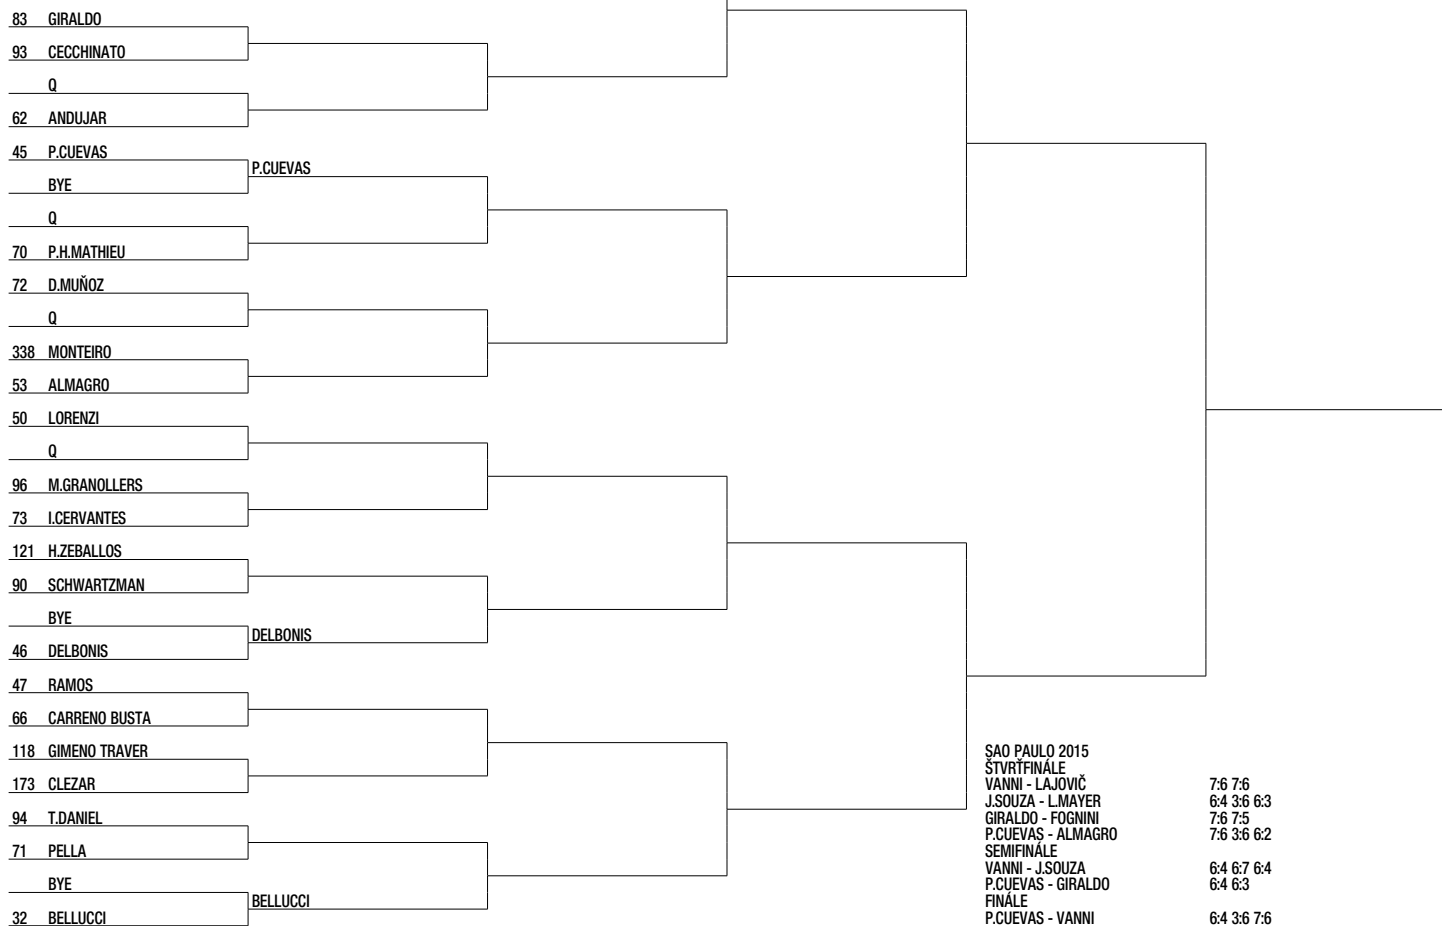 83 GIRALDO
93 CECCHINATO
Q
62 ANDUJAR
45 P.CUEVAS
P.CUEVAS
BYE
Q
70 P.H.MATHIEU
72 D.MUŇOZ
Q
338 MONTEIRO
53 ALMAGRO
50 LORENZI
Q
96 M.GRANOLLERS
73 I.CERVANTES
121 H.ZEBALLOS
90 SCHWARTZMAN
BYE
DELBONIS
46 DELBONIS
47 RAMOS
66 CARRENO BUSTA
118 GIMENO TRAVER
173 CLEZAR
94 T.DANIEL
71 PELLA
BYE
BELLUCCI
32 BELLUCCI
SAO PAULO 2015
ŠTVRŤFINÁLE
VANNI - LAJOVIČ 7:6 7:6
J.SOUZA - L.MAYER 6:4 3:6 6:3
GIRALDO - FOGNINI 7:6 7:5
P.CUEVAS - ALMAGRO 7:6 3:6 6:2
SEMIFINÁLE
VANNI - J.SOUZA 6:4 6:7 6:4
P.CUEVAS - GIRALDO 6:4 6:3
FINÁLE
P.CUEVAS - VANNI 6:4 3:6 7:6